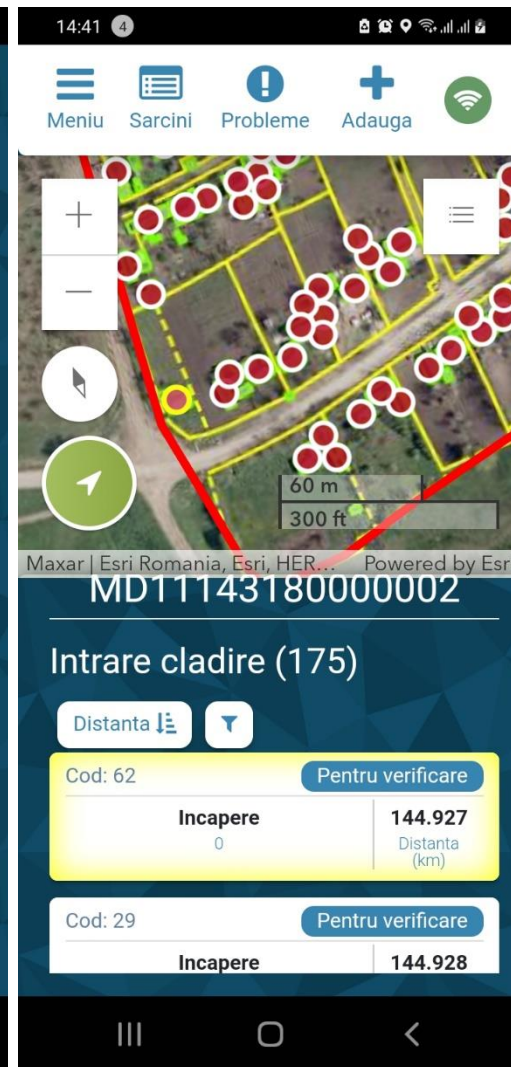 14:41 4
Meniu Sarcini Probleme Adauga
60 m
300 ft
Maxar | Esri Romania, Esri, HER... Powered by Esr
MD11143180000002
Intrare cladire (175)
Distanta
Cod: 62 Pentru verificare
Incapere 144.927
0 Distanta
(km)
Cod: 29 Pentru verificare
Incapere 144.928